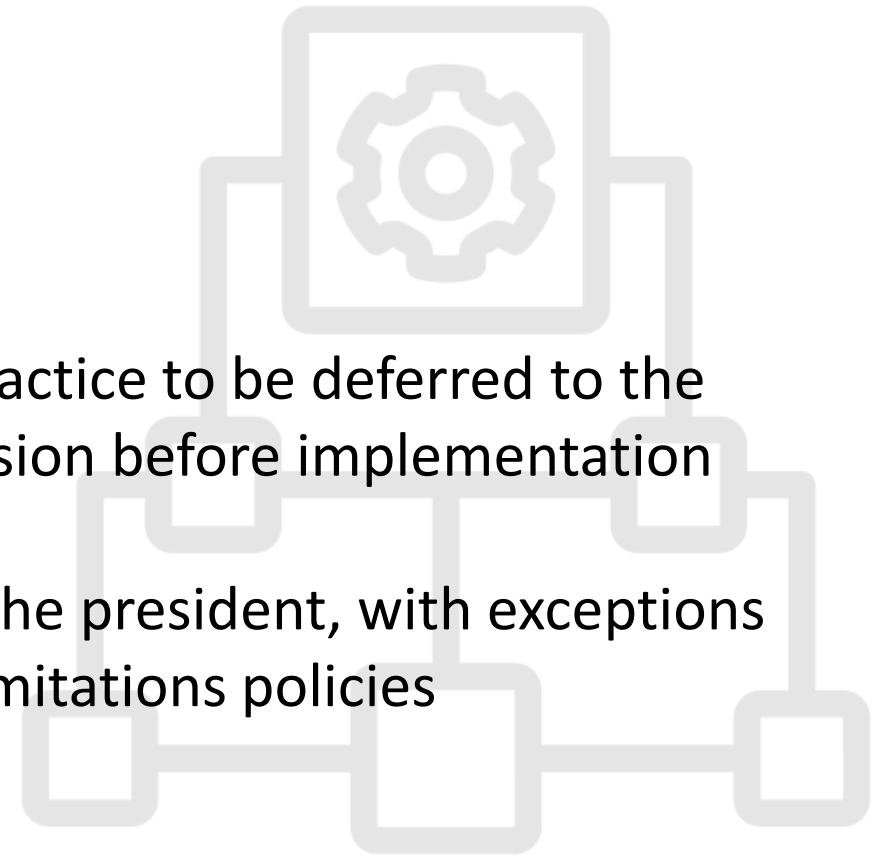 actice to be deferred to the
sion before implementation
he president, with exceptions
mitations policies